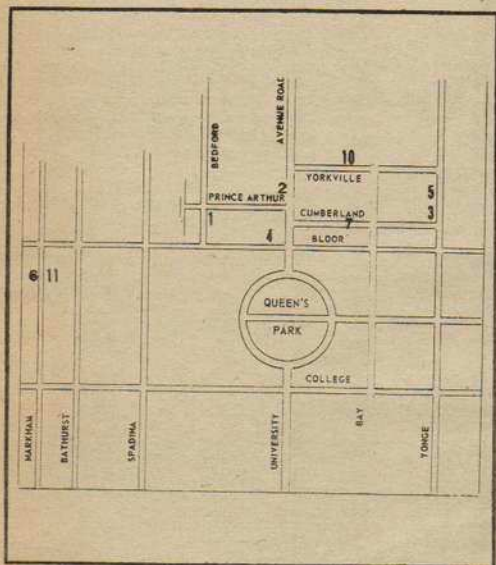 BEDFORD
AVENUE ROAD
10
YORKVILLE
2
5
PRINCE ARTHUR
1
CUMBERLAND
3
7
4
BLOOR
6 11
QUEEN'S
PARK
COLLEGE
MARKHAM
BATHURST
SPADINA
UNIVERSITY
BAY
YONGE